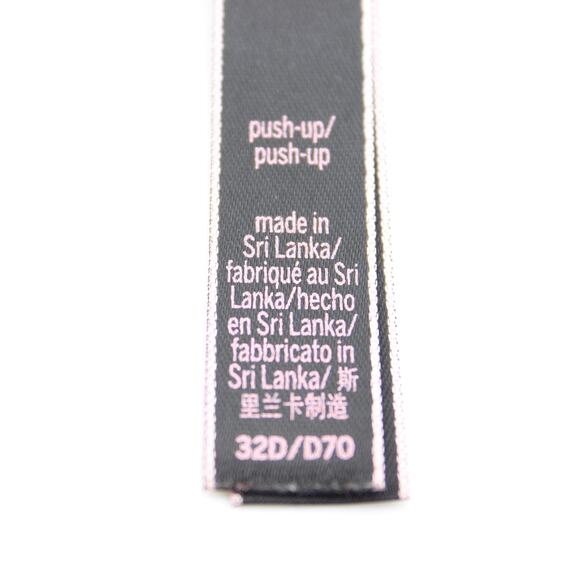 push-up/
push-up
made in
Sri Lanka/
fabriqué au Sri
Lanka/hecho
en Sri Lanka/
fabbricato in
Sri Lanka/ 斯
里兰卡制造
32D/D70